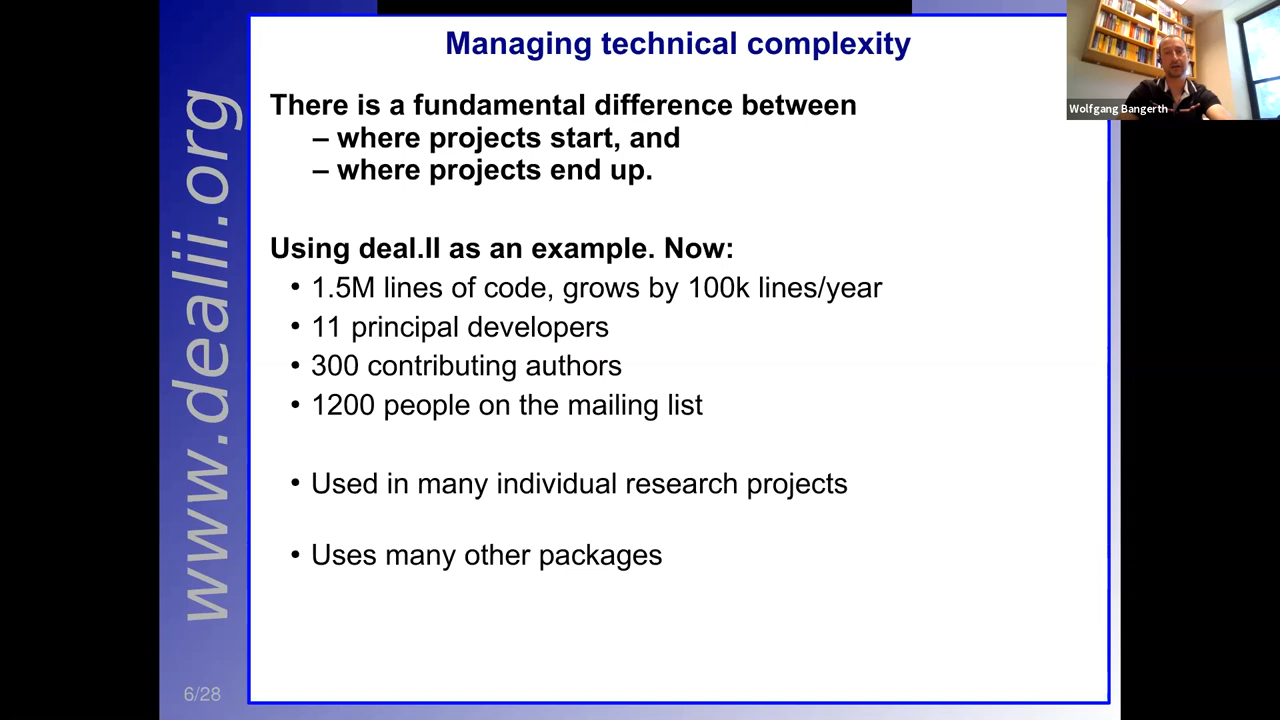 Managing technical complexity
There is a fundamental difference between
– where projects start, and
– where projects end up.
Using deal.II as an example. Now:
• 1.5M lines of code, grows by 100k lines/year
• 11 principal developers
• 300 contributing authors
• 1200 people on the mailing list
• Used in many individual research projects
• Uses many other packages
www.dealii.org
6/28
Wolfgang Bangerth